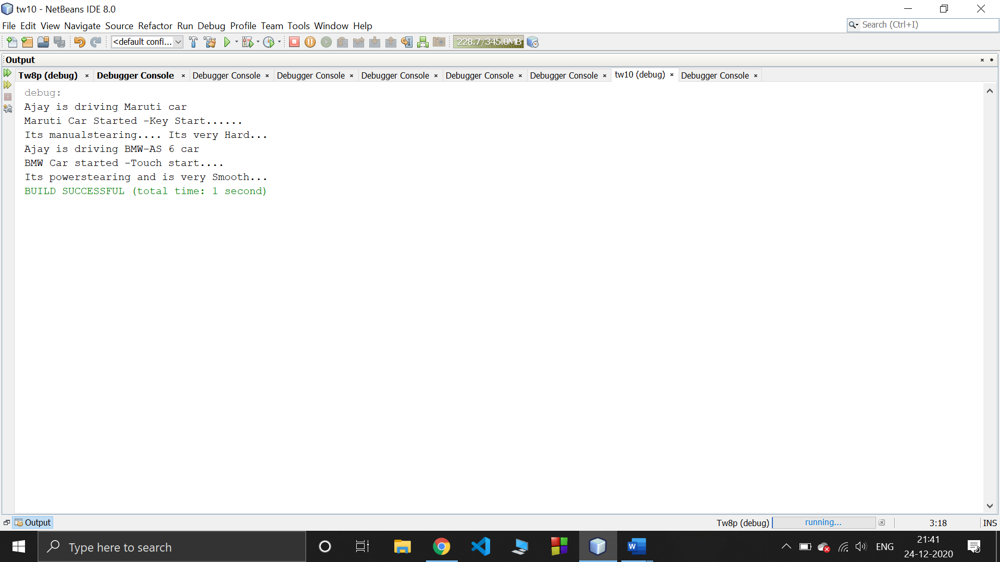 tw10 - NetBeans IDE 8.0
File Edit View Navigate Source Refactor Run Debug Profile Team Tools Window Help
Search (Ctrl+I)
<default confi...
228.7/345.0MB
Output
Tw8p (debug) Debugger Console Debugger Console Debugger Console Debugger Console Debugger Console Debugger Console tw10 (debug) Debugger Console
debug:
Ajay is driving Maruti car
Maruti Car Started -Key Start......
Its manualstearing.... Its very Hard...
Ajay is driving BMW-AS 6 car
BMW Car started -Touch start....
Its powerstearing and is very Smooth...
BUILD SUCCESSFUL (total time: 1 second)
Output
Tw8p (debug) running... 3:18 INS
Type here to search
W
ENG
21:41
24-12-2020